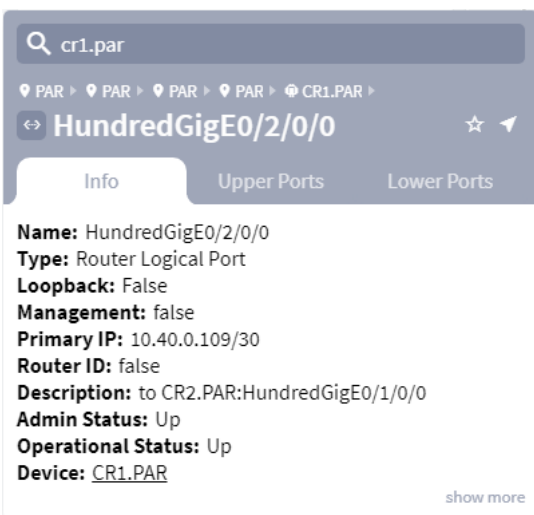 cr1.par
PAR PAR PAR PAR CR1.PAR
HundredGigE0/2/0/0
Info Upper Ports Lower Ports
Name: HundredGigE0/2/0/0
Type: Router Logical Port
Loopback: False
Management: false
Primary IP: 10.40.0.109/30
Router ID: false
Description: to CR2.PAR:HundredGigE0/1/0/0
Admin Status: Up
Operational Status: Up
Device: CR1.PAR
show more